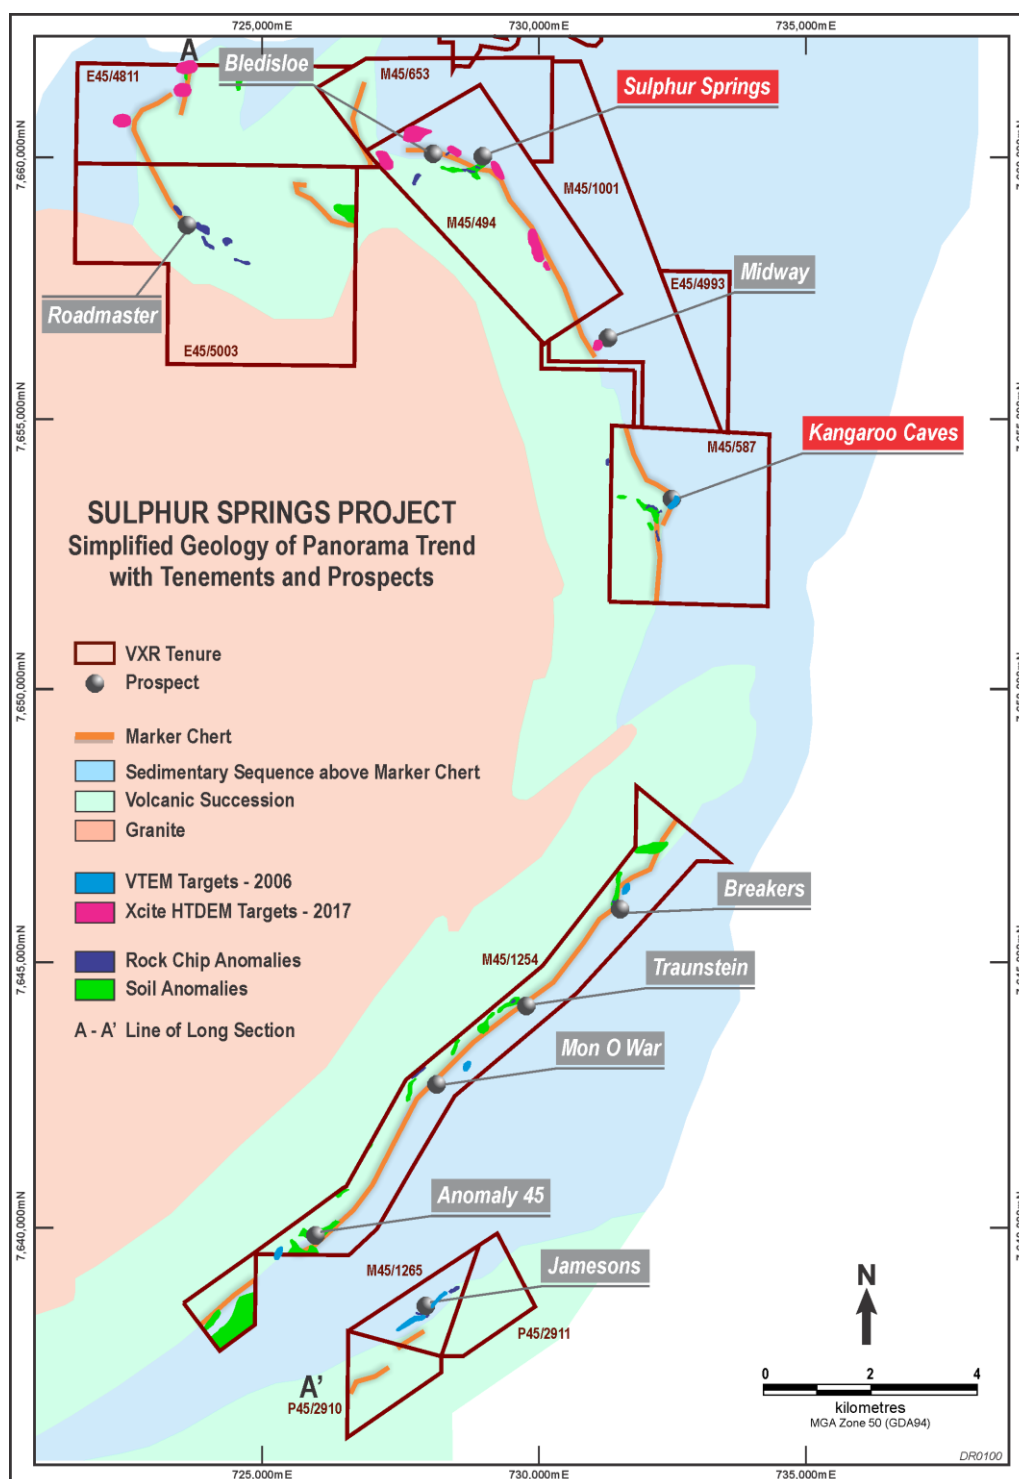 725,000mE
730,000mE
735,000mE
A
Bledisloe
E45/4811
M45/653
Sulphur Springs
7,660,000mN
M45/1001
M45/494
Midway
E45/4993
Roadmaster
E45/5003
7,655,000mN
Kangaroo Caves
M45/587
SULPHUR SPRINGS PROJECT
Simplified Geology of Panorama Trend
with Tenements and Prospects
VXR Tenure
Prospect
7,650,000mN
Marker Chert
Sedimentary Sequence above Marker Chert
Volcanic Succession
Granite
VTEM Targets - 2006
Xcite HTDEM Targets - 2017
Breakers
Rock Chip Anomalies
Soil Anomalies
M45/1254
7,645,000mN
Traunstein
A - A' Line of Long Section
Mon O War
Anomaly 45
7,640,000mN
M45/1265
Jamesons
N
P45/2911
A'
P45/2910
0 2 4
kilometres
MGA Zone 50 (GDA94)
725,000mE
730,000mE
735,000mE
DR0100